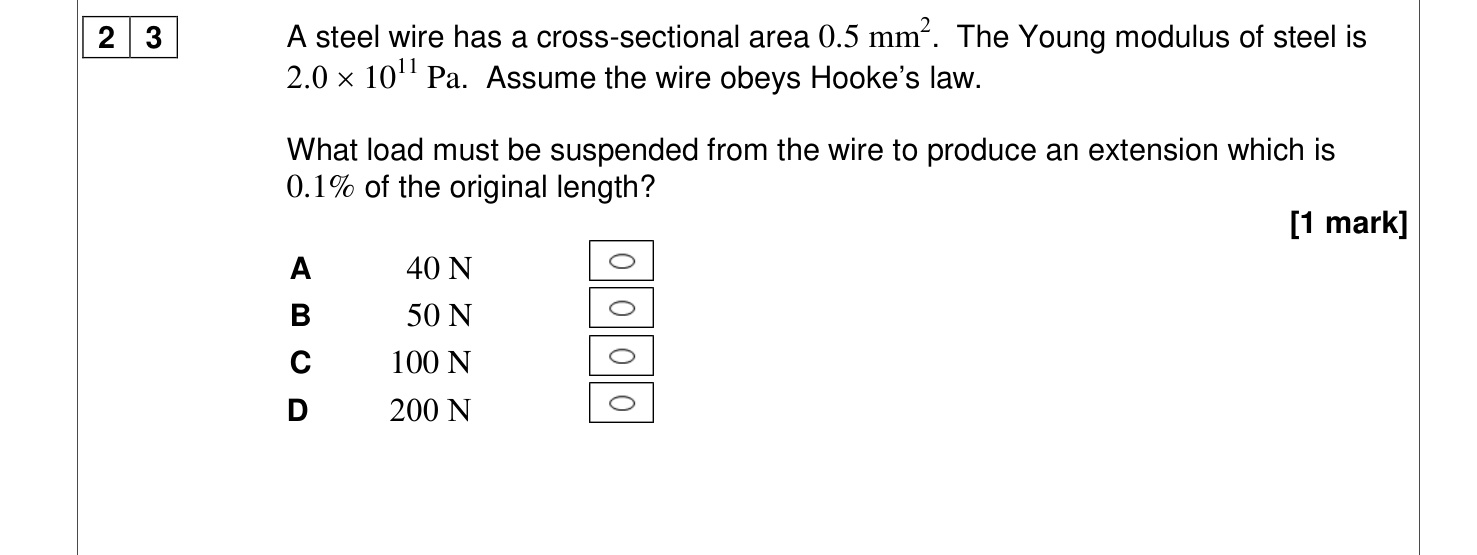 2 3 A steel wire has a cross-sectional area 0.5 mm². The Young modulus of steel is
2.0 × 10¹¹ Pa. Assume the wire obeys Hooke’s law.
What load must be suspended from the wire to produce an extension which is
0.1% of the original length?
[1 mark]
A 40 N
B 50 N
C 100 N
D 200 N